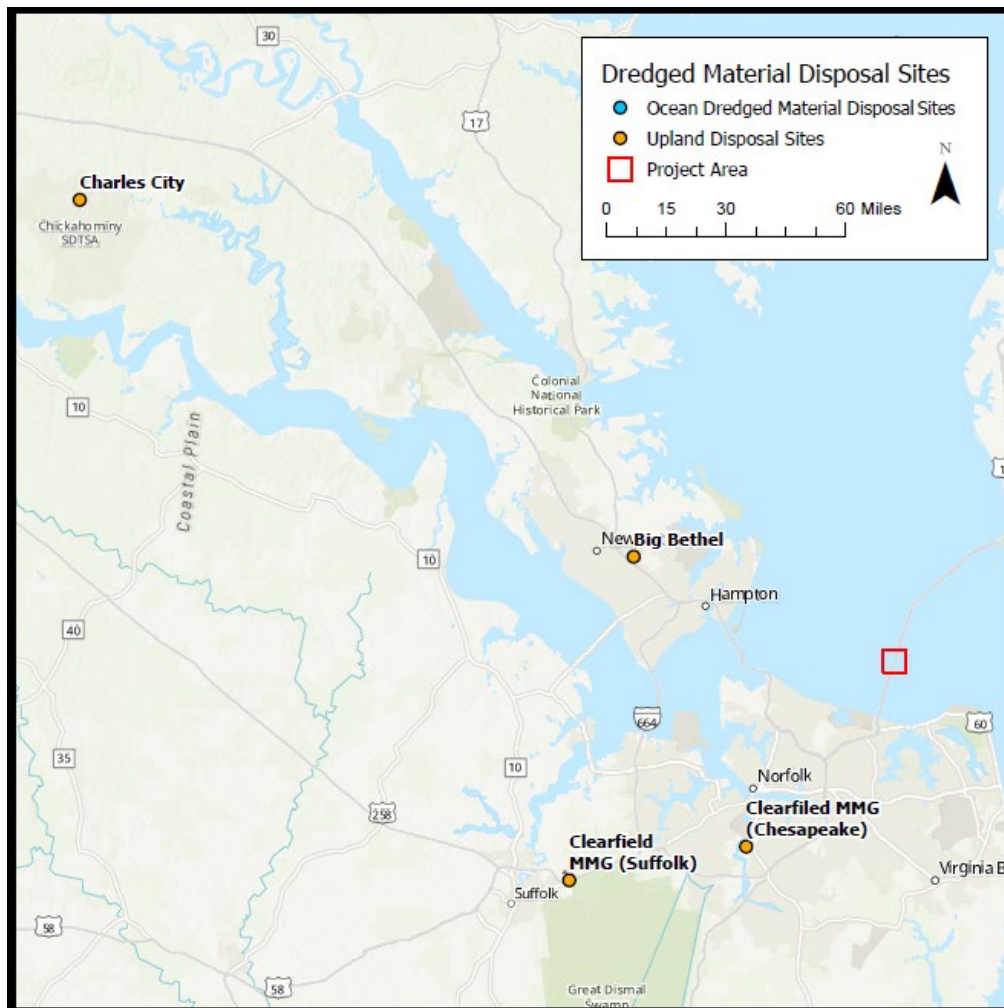 30
17
Dredged Material Disposal Sites
Ocean Dredged Material Disposal Sites
Upland Disposal Sites
Project Area
N
0 15 30 60 Miles
Charles City
Chickahominy
SDTSA
10
Coastal Plain
Colonial
National
Historical Park
10
New
Big Bethel
Hampton
40
1
664
60
35
10
258
Norfolk
Clearfiled MMG
(Chesapeake)
Clearfield
MMG (Suffolk)
Suffolk
Virginia B
58
58
Great Dismal
Swamp